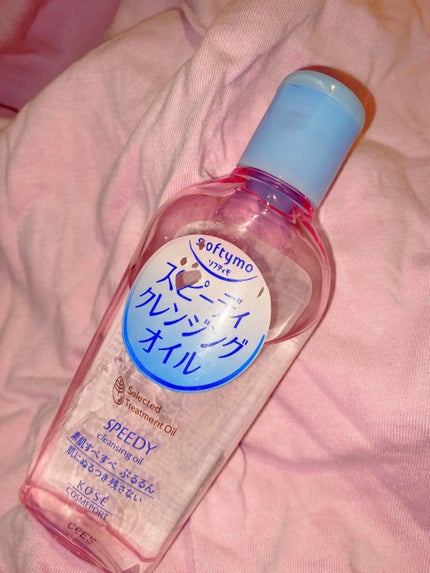 softymo
ソフティモ
スピーディ
クレンジング
オイル
Selected
Treatment Oil
SPEEDY
cleansing oil
素肌すべすべ ぷるるん
肌にぬるつき残さない
KOSÉ
COSMEPORT